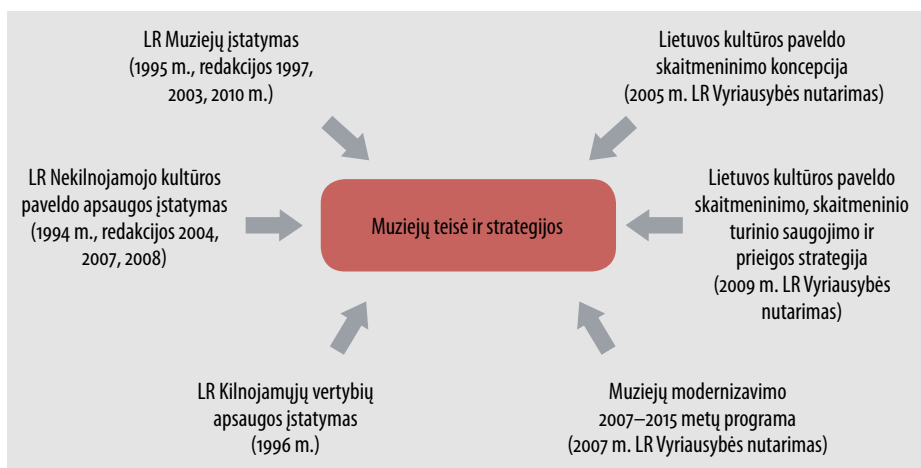 LR Muziejų įstatymas
(1995 m., redakcijos 1997,
2003, 2010 m.)
Lietuvos kultūros paveldo
skaitmeninimo koncepcija
(2005 m. LR Vyriausybės nutarimas)
LR Nekilnojamojo kultūros
paveldo apsaugos įstatymas
(1994 m., redakcijos 2004,
2007, 2008)
Muziejų teisė ir strategijos
Lietuvos kultūros paveldo
skaitmeninimo, skaitmeninio
turinio saugojimo ir
prieigos strategija
(2009 m. LR Vyriausybės
nutarimas)
LR Kilnojamųjų vertybių
apsaugos įstatymas
(1996 m.)
Muziejų modernizavimo
2007–2015 metų programa
(2007 m. LR Vyriausybės nutarimas)